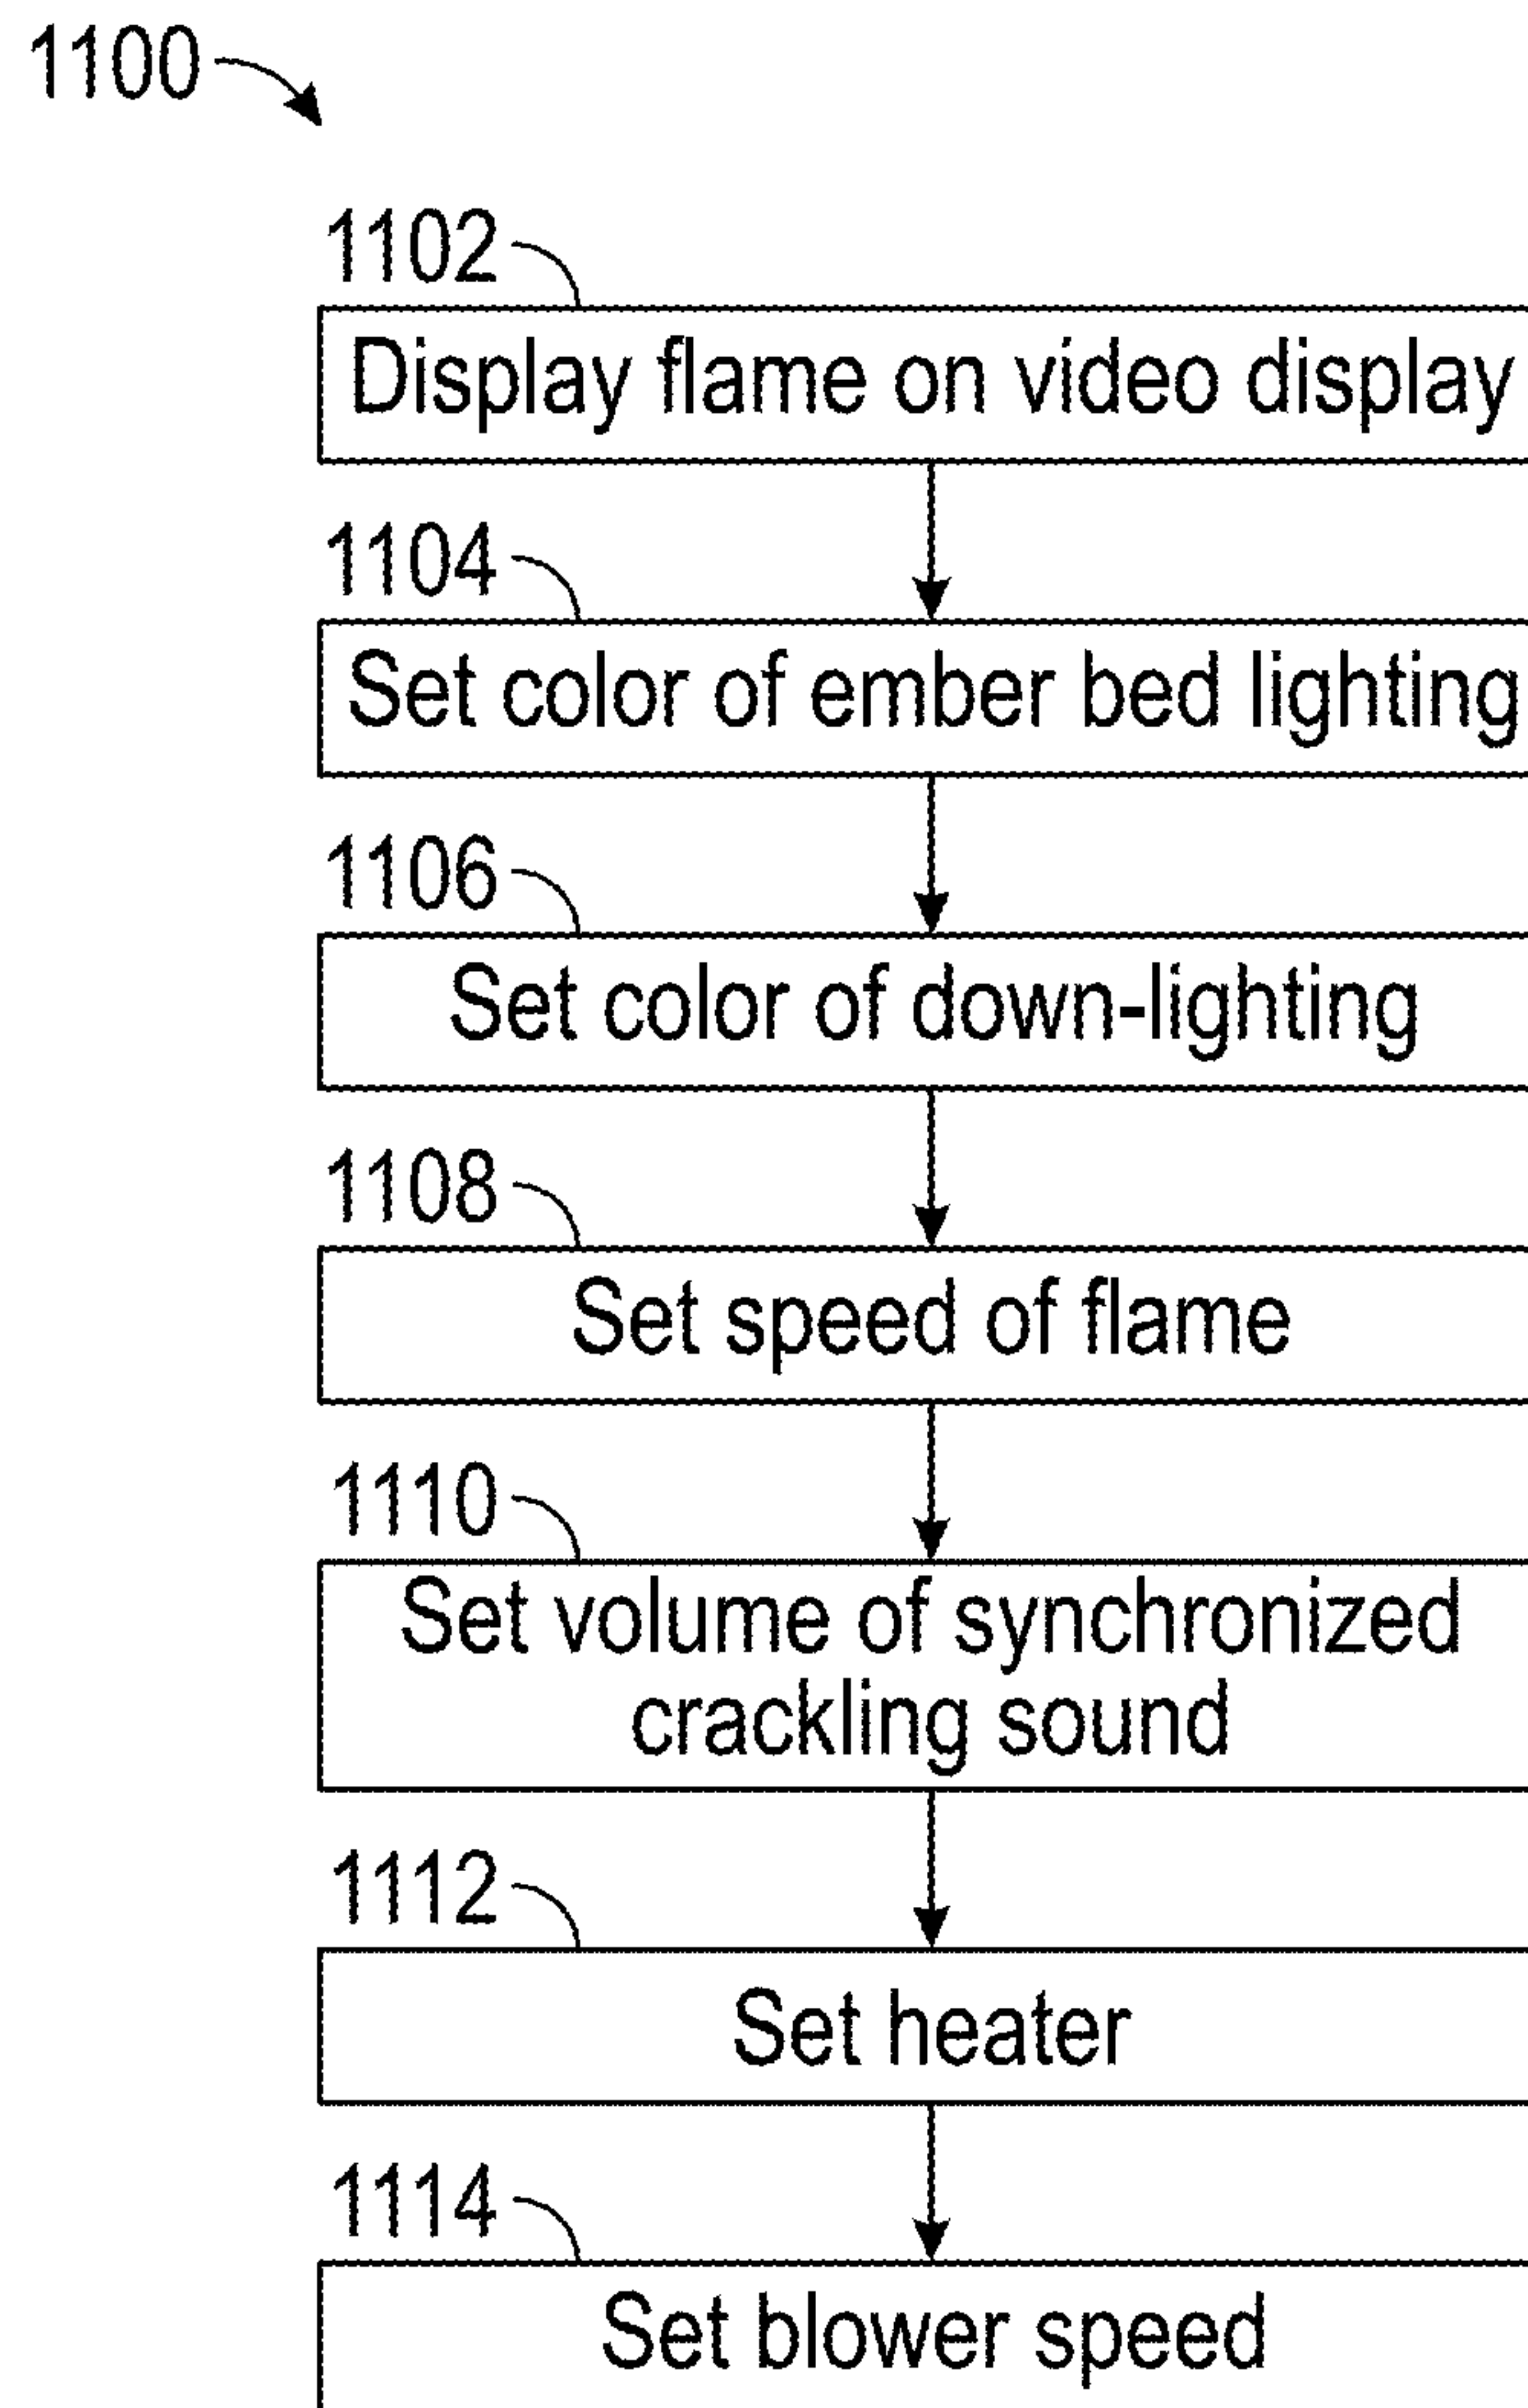 1100
1102
Display flame on video display
1104
Set color of ember bed lighting
1106
Set color of down-lighting
1108
Set speed of flame
1110
Set volume of synchronized
crackling sound
1112
Set heater
1114
Set blower speed